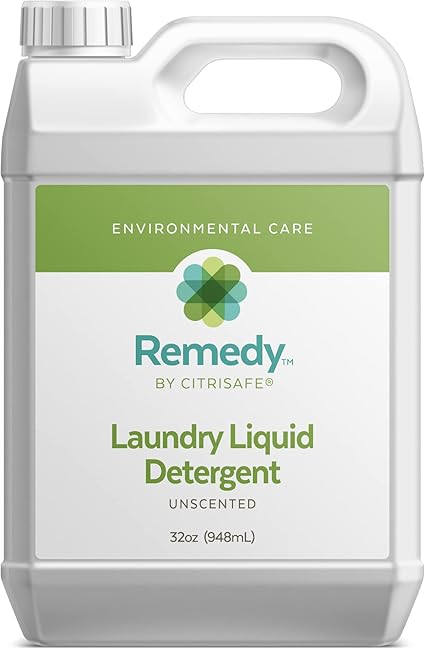 ENVIRONMENTAL CARE
Remedy™
BY CITRISAFE®
Laundry Liquid
Detergent
UNSCENTED
32oz (948mL)